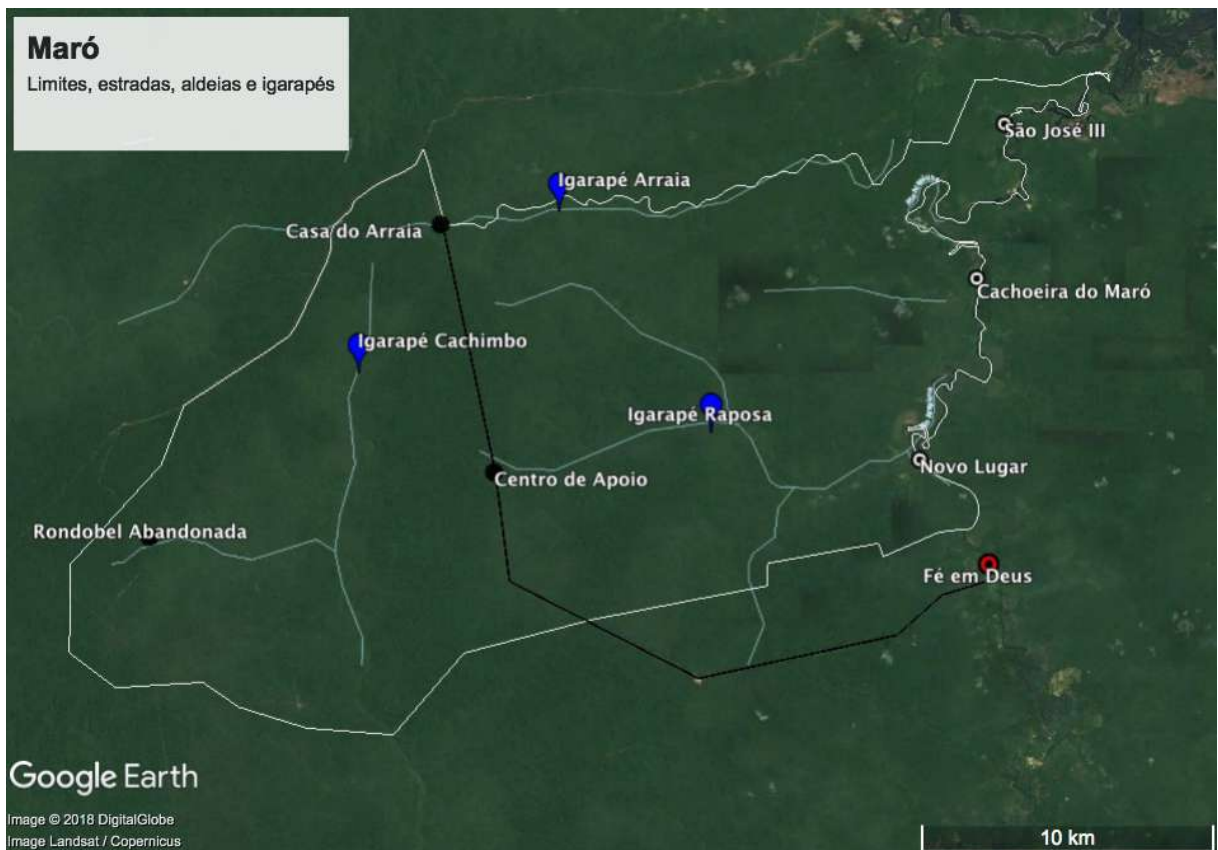 Maró
Limites, estradas, aldeias e igarapés
São José III
Igarapé Arraia
Casa do Arraia
Cachoeira do Maró
Igarapé Cachimbo
Igarapé Raposa
Novo Lugar
Centro de Apoio
Rondobel Abandonada
Fé em Deus
Google Earth
Image © 2018 DigitalGlobe
Image Landsat / Copernicus
10 km